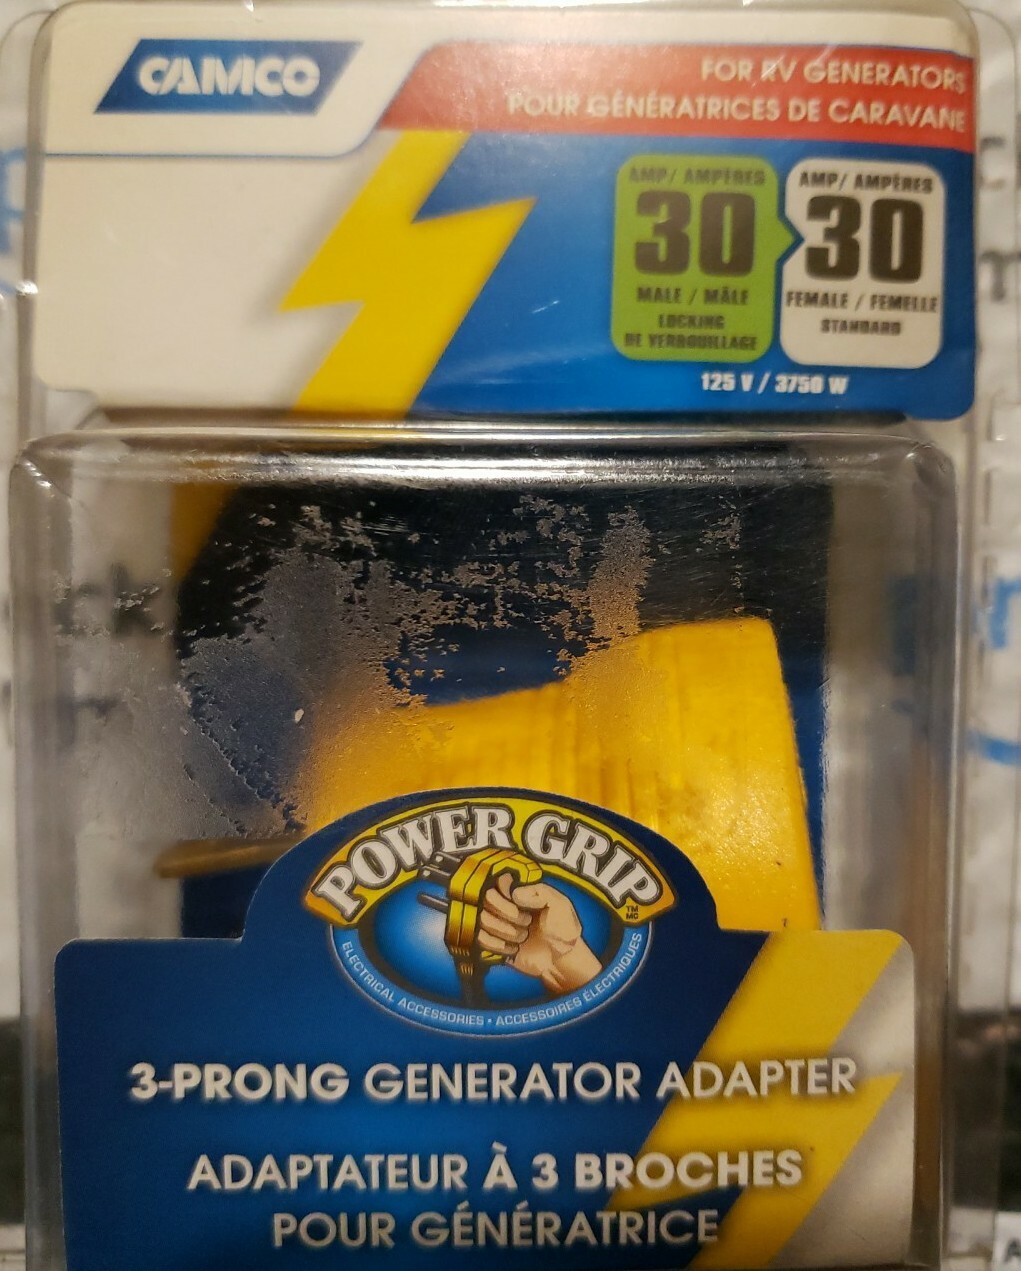 CAMCO
FOR RV GENERATORS
POUR GÉNÉRATRICES DE CARAVANE
AMP/ AMPÈRES
30
MALE / MÂLE
LOCKING
DE VERROUILLAGE
AMP/ AMPÈRES
30
FEMALE / FEMELLE
STANDARD
125 V / 3750 W
POWER GRIP
TM
MC
ELECTRICAL ACCESSORIES • ACCESSOIRES ÉLECTRIQUES
3-PRONG GENERATOR ADAPTER
ADAPTATEUR À 3 BROCHES
POUR GÉNÉRATRICE